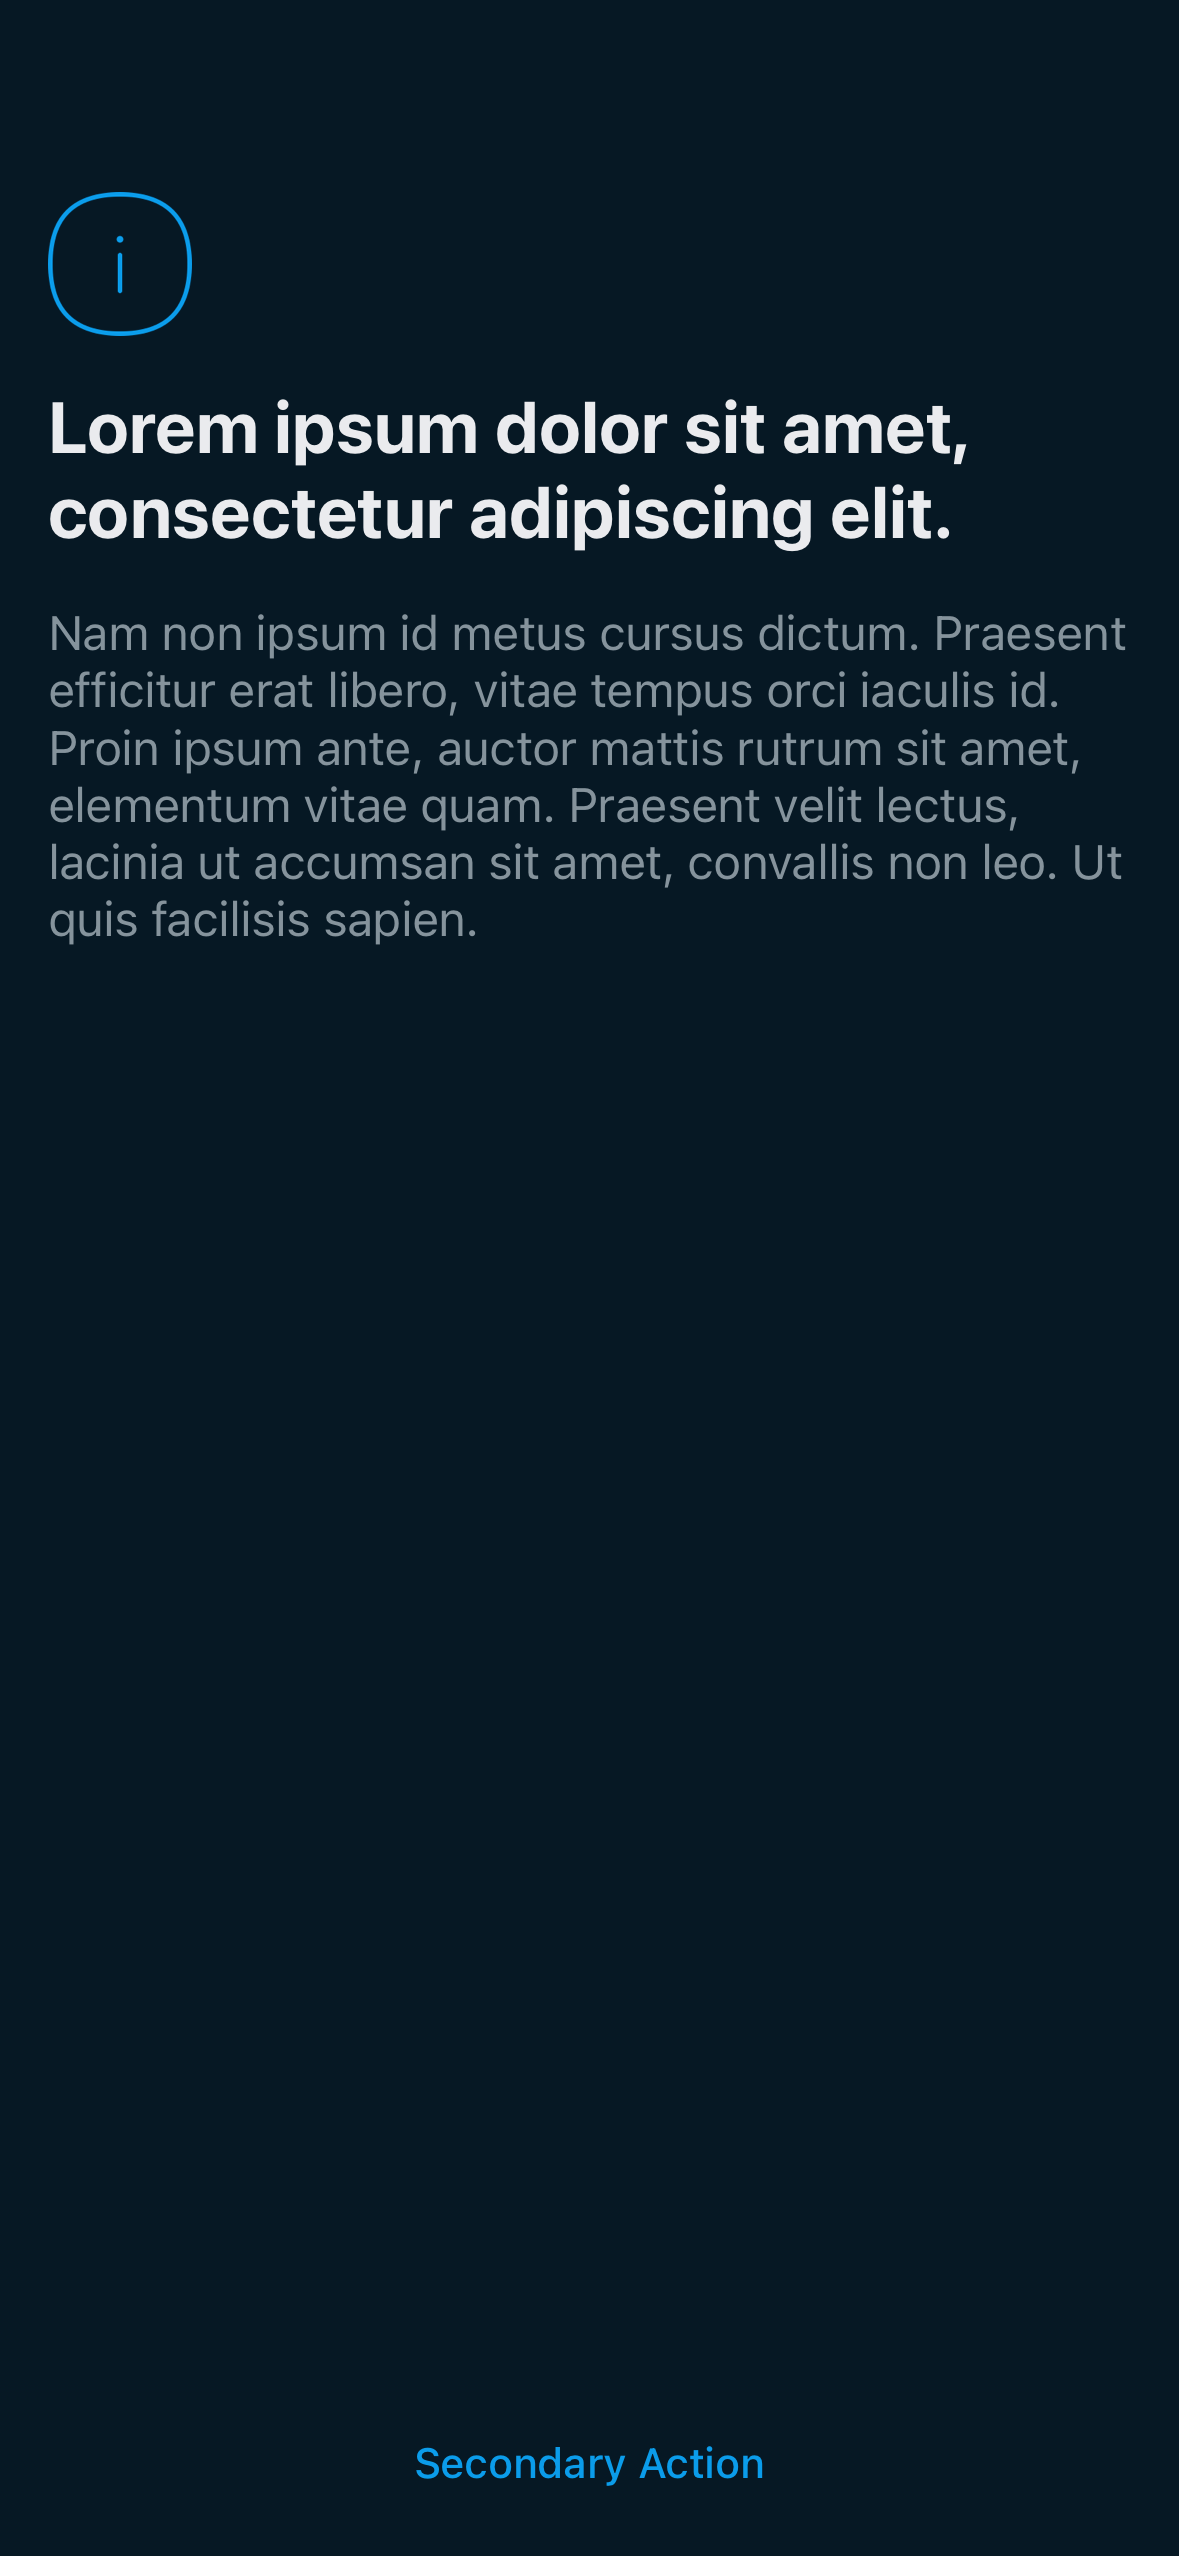 Lorem ipsum dolor sit amet,
consectetur adipiscing elit.
Nam non ipsum id metus cursus dictum. Praesent
efficitur erat libero, vitae tempus orci iaculis id.
Proin ipsum ante, auctor mattis rutrum sit amet,
elementum vitae quam. Praesent velit lectus,
lacinia ut accumsan sit amet, convallis non leo. Ut
quis facilisis sapien.
Secondary Action